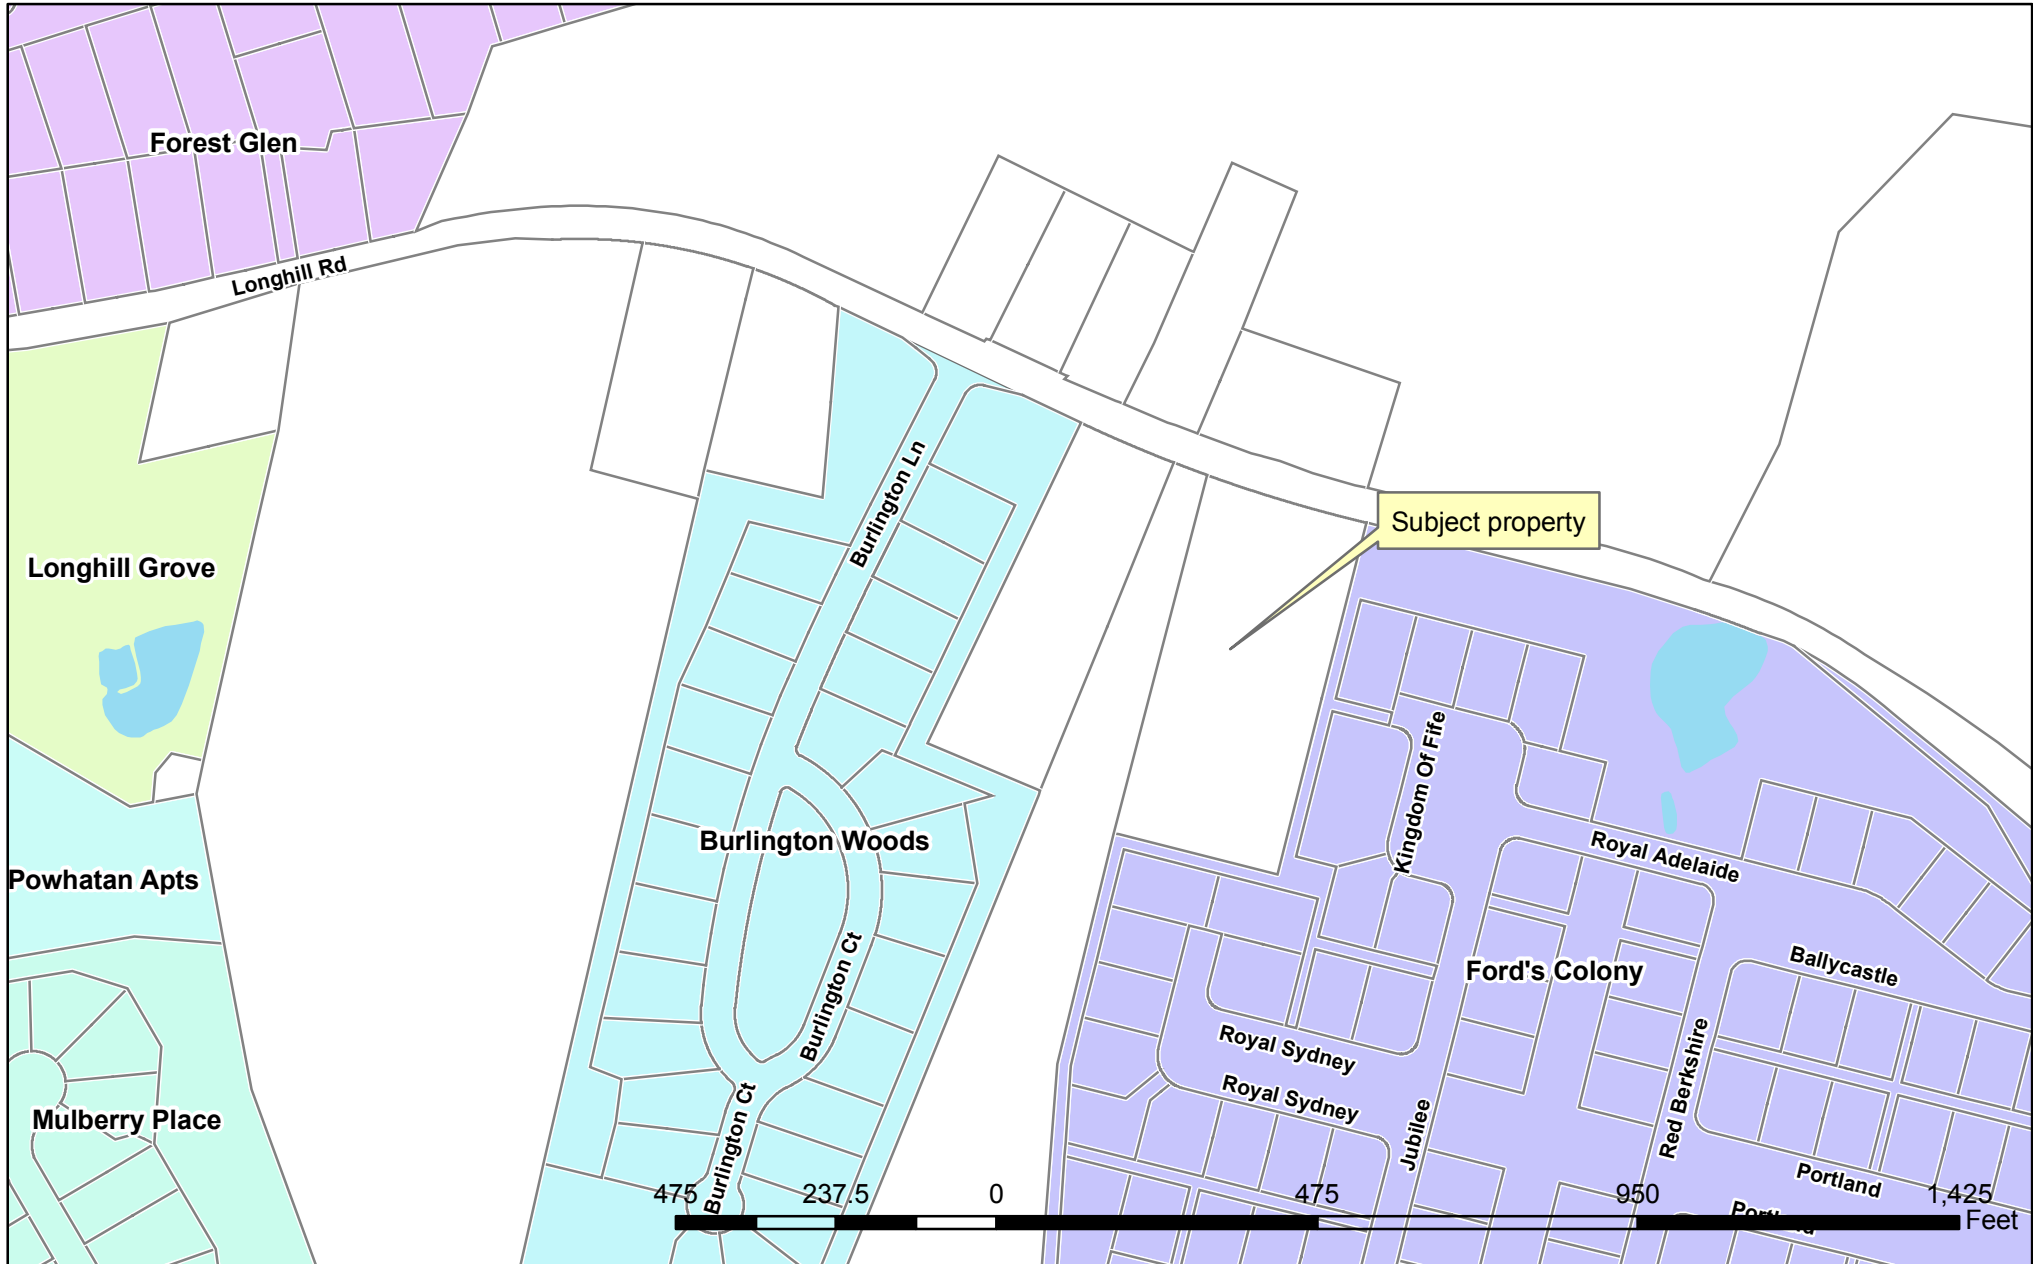 Forest Glen
Longhill Rd
Burlington Ln
Subject property
Longhill Grove
Kingdom Of Fife
Burlington Woods
Royal Adelaide
Powhatan Apts
Ballycastle
Ford's Colony
Burlington Ct
Royal Sydney
Red Berkshire
Royal Sydney
Mulberry Place
Jubilee
Burlington Ct
Portland
475 237.5 0 475 950 1,425
Portland
Feet